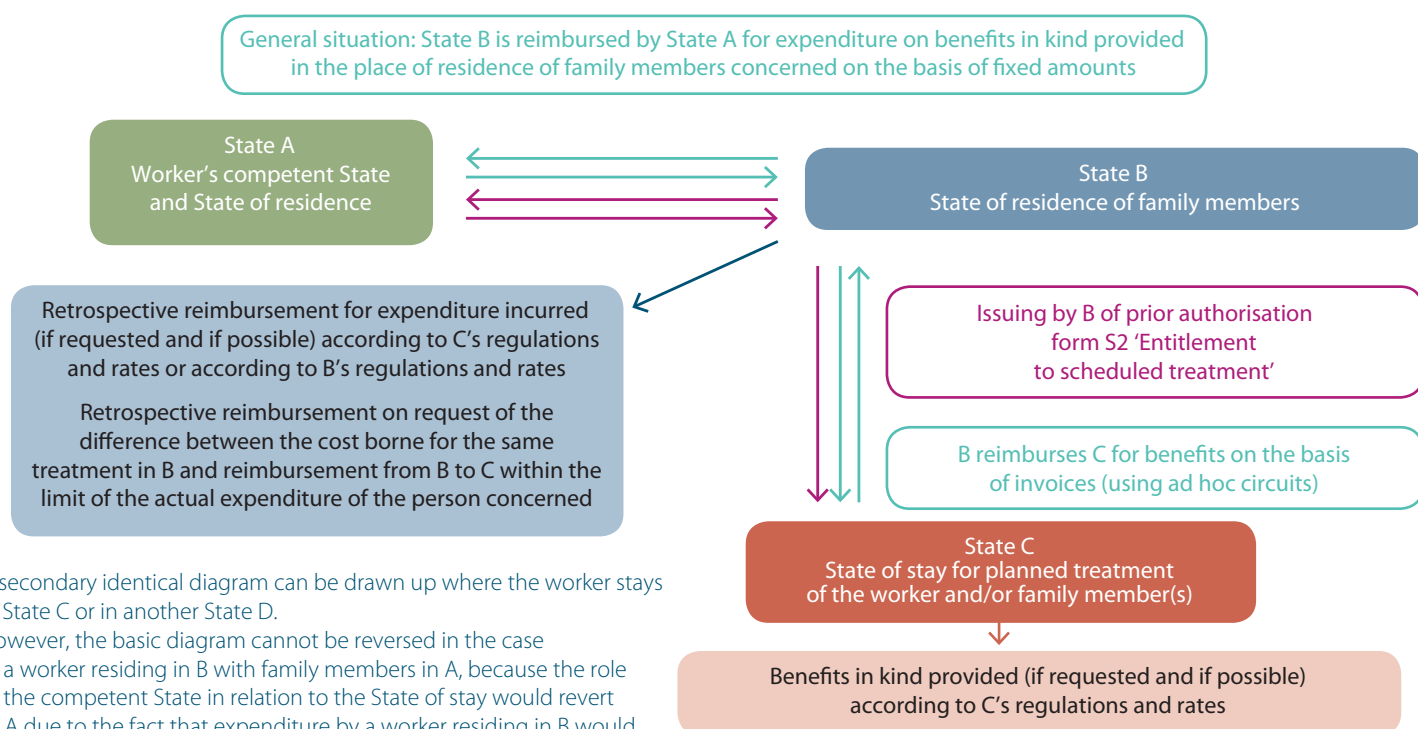 General situation: State B is reimbursed by State A for expenditure on benefits in kind provided
in the place of residence of family members concerned on the basis of fixed amounts
State A
Worker’s competent State
and State of residence
State B
State of residence of family members
Retrospective reimbursement for expenditure incurred
(if requested and if possible) according to C’s regulations
and rates or according to B’s regulations and rates
Retrospective reimbursement on request of the
difference between the cost borne for the same
treatment in B and reimbursement from B to C within the
limit of the actual expenditure of the person concerned
Issuing by B of prior authorisation
form S2 ‘Entitlement
to scheduled treatment’
B reimburses C for benefits on the basis
of invoices (using ad hoc circuits)
State C
State of stay for planned treatment
of the worker and/or family member(s)
Benefits in kind provided (if requested and if possible)
according to C’s regulations and rates
secondary identical diagram can be drawn up where the worker stays
State C or in another State D.
the basic diagram cannot be reversed in the case
a worker residing in B with family members in A, because the role
the competent State in relation to the State of stay would revert
A due to the fact that expenditure by a worker residing in B would